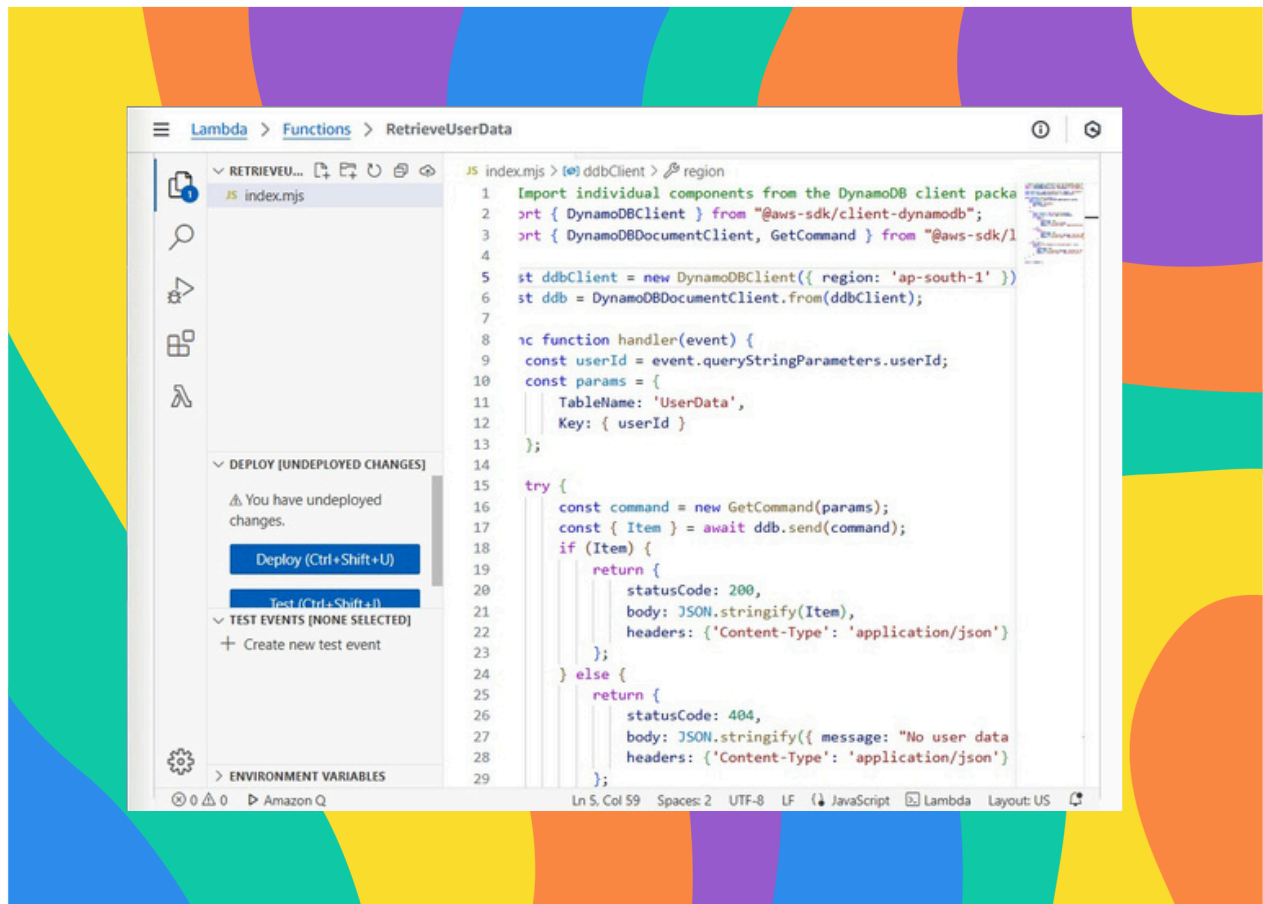 Lambda > Functions > RetrieveUserData
RETRIEVEU...
JS index.mjs
DEPLOY [UNDEPLOYED CHANGES]
You have undeployed
changes.
Deploy (Ctrl+Shift+U)
Test (Ctrl+Shift+I)
TEST EVENTS [NONE SELECTED]
Create new test event
ENVIRONMENT VARIABLES
JS index.mjs > ddbClient > region
1 Import individual components from the DynamoDB client packa
2 ort { DynamoDBClient } from "@aws-sdk/client-dynamodb";
3 ort { DynamoDBDocumentClient, GetCommand } from "@aws-sdk/l
4
5 st ddbClient = new DynamoDBClient({ region: 'ap-south-1' })
6 st ddb = DynamoDBDocumentClient.from(ddbClient);
7
8 nc function handler(event) {
9 const userId = event.queryStringParameters.userId;
10 const params = {
11 TableName: 'UserData',
12 Key: { userId }
13 };
14
15 try {
16 const command = new GetCommand(params);
17 const { Item } = await ddb.send(command);
18 if (Item) {
19 return {
20 statusCode: 200,
21 body: JSON.stringify(Item),
22 headers: {'Content-Type': 'application/json'}
23 };
24 } else {
25 return {
26 statusCode: 404,
27 body: JSON.stringify({ message: "No user data
28 headers: {'Content-Type': 'application/json'}
29 };
0 0 Amazon Q Ln 5, Col 59 Spaces: 2 UTF-8 LF JavaScript Lambda Layout: US